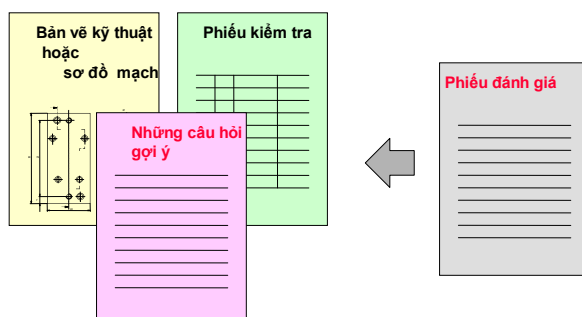 Bản vẽ kỹ thuật
hoặc
sơ đồ mạch
Phiếu kiểm tra
Những câu hỏi
gợi ý
Phiếu đánh giá